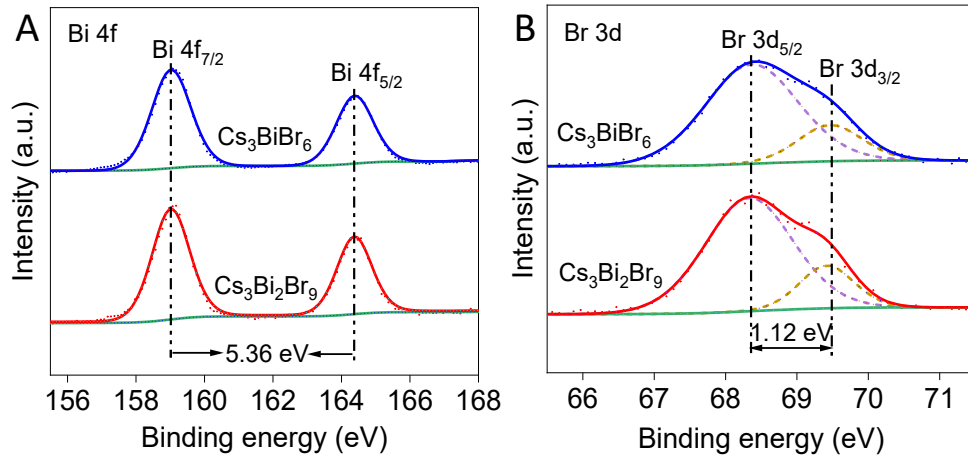 A
Bi 4f
Bi 4f7/2
Bi 4f5/2
Cs3BiBr6
Cs3Bi2Br9
5.36 eV
Intensity (a.u.)
156 158 160 162 164 166 168
Binding energy (eV)
B
Br 3d
Br 3d5/2
Br 3d3/2
Cs3BiBr6
Cs3Bi2Br9
1.12 eV
Intensity (a.u.)
66 67 68 69 70 71
Binding energy (eV)